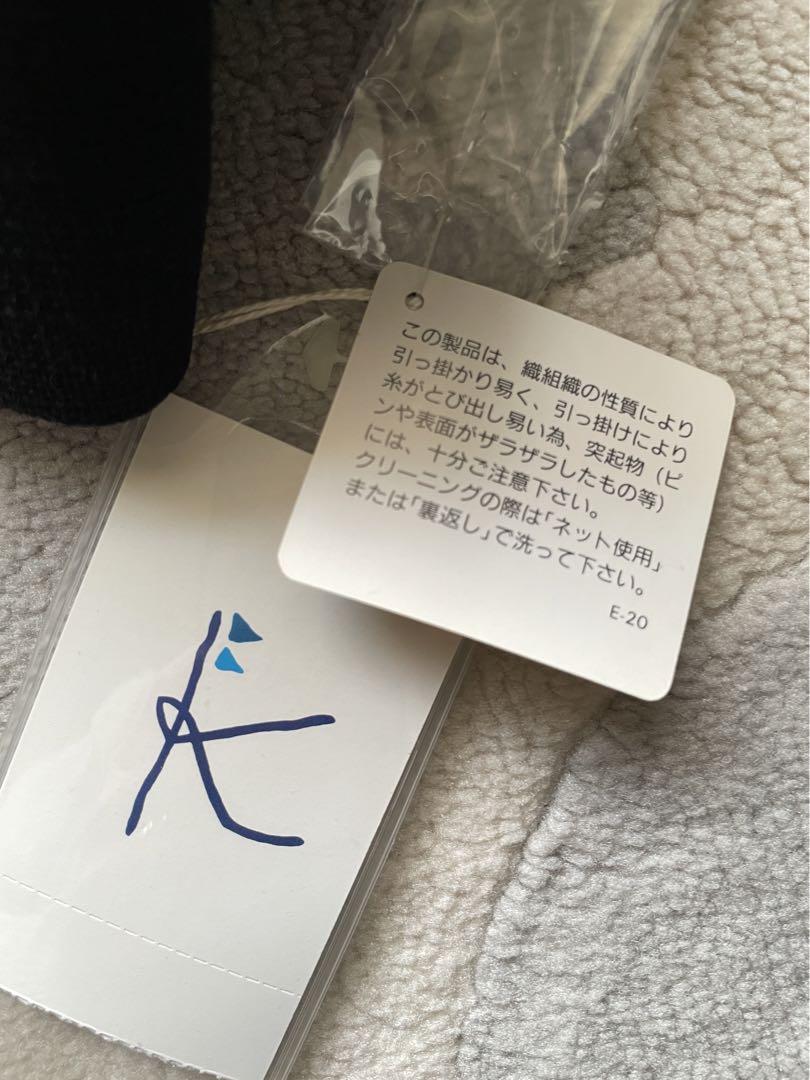 この製品は、織組織の性質により
引っ掛かり易く、引っ掛けにより
糸がとび出し易い為、突起物（ピ
ンや表面がザラザラしたもの等）
には、十分ご注意下さい。
クリーニングの際は「ネット使用」
または「裏返し」で洗って下さい。
E-20
K